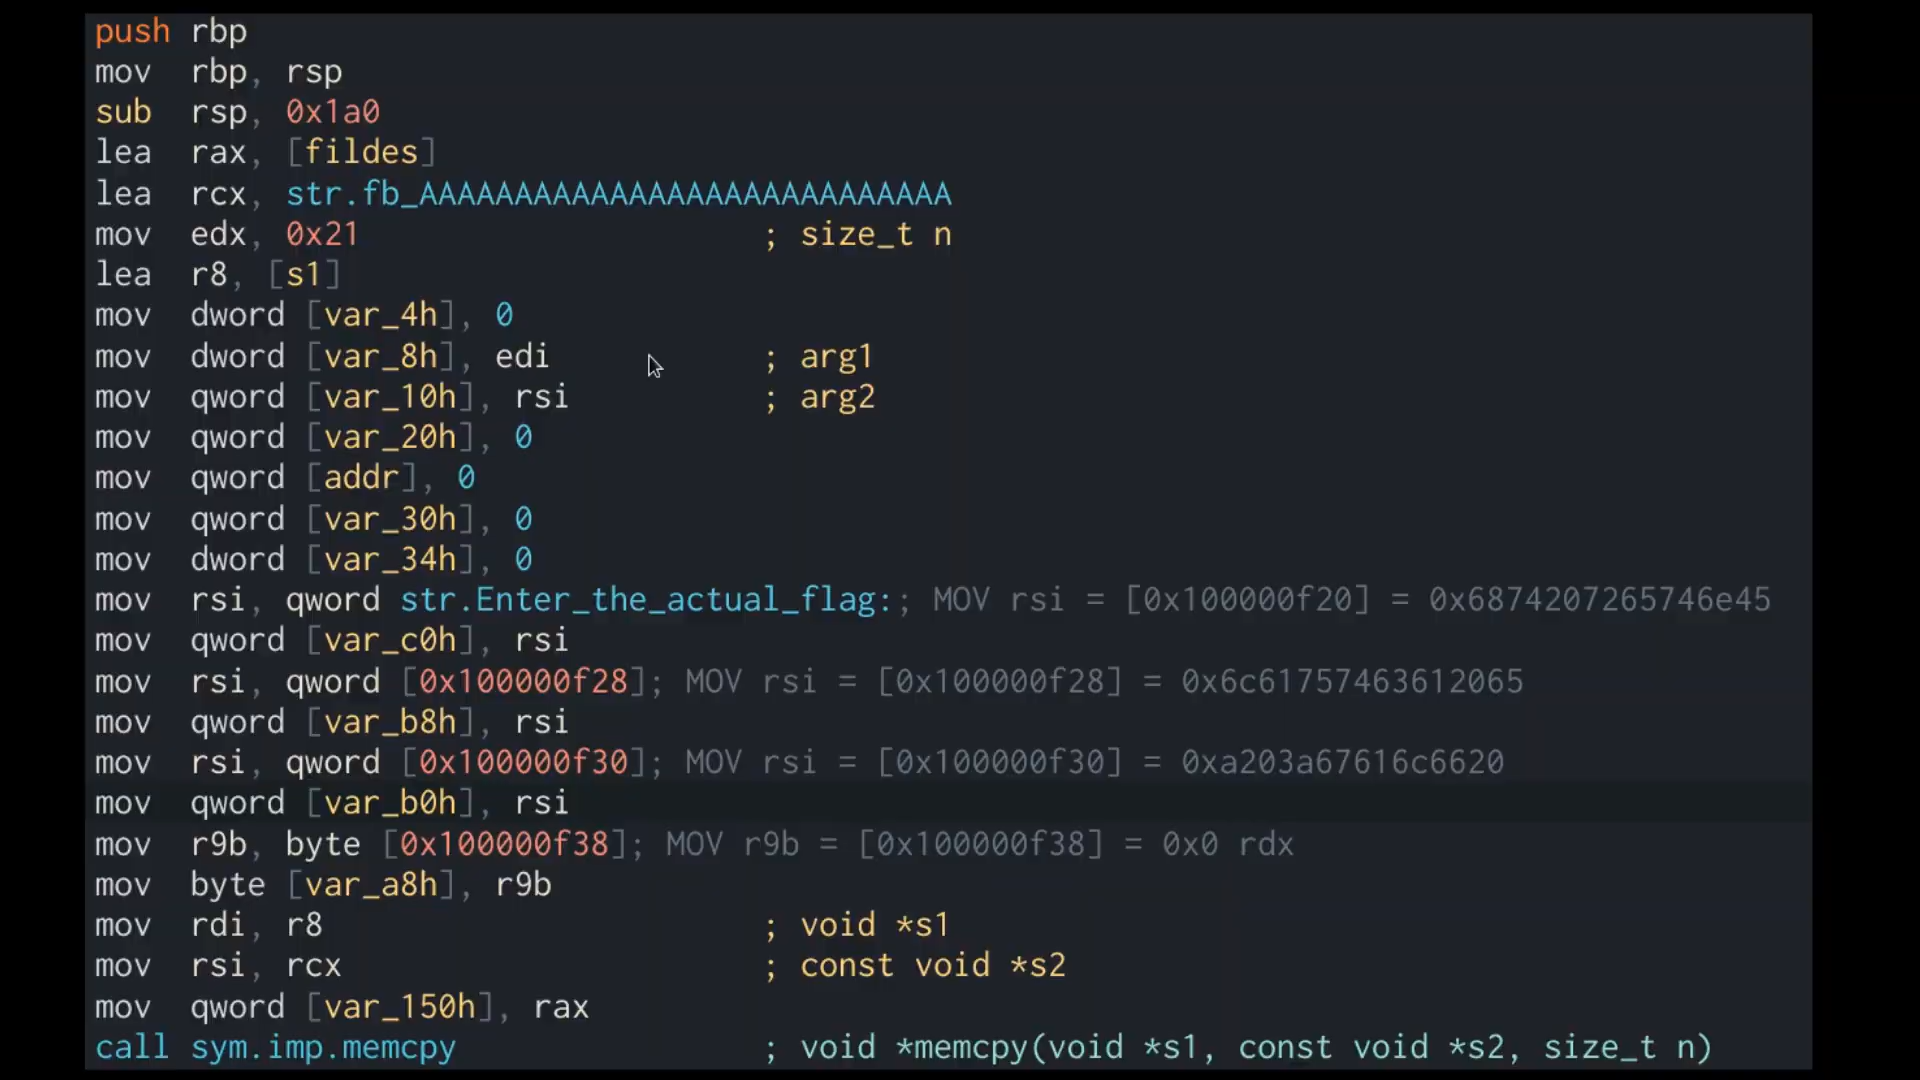 push rbp
mov rbp, rsp
sub rsp, 0x1a0
lea rax, [fildes]
lea rcx, str.fb_AAAAAAAAAAAAAAAAAAAAAAAAAAAA
mov edx, 0x21 ; size_t n
lea r8, [s1]
mov dword [var_4h], 0
mov dword [var_8h], edi ; arg1
mov qword [var_10h], rsi ; arg2
mov qword [var_20h], 0
mov qword [addr], 0
mov qword [var_30h], 0
mov dword [var_34h], 0
mov rsi, qword str.Enter_the_actual_flag:; MOV rsi = [0x100000f20] = 0x6874207265746e45
mov qword [var_c0h], rsi
mov rsi, qword [0x100000f28]; MOV rsi = [0x100000f28] = 0x6c61757463612065
mov qword [var_b8h], rsi
mov rsi, qword [0x100000f30]; MOV rsi = [0x100000f30] = 0xa203a67616c6620
mov qword [var_b0h], rsi
mov r9b, byte [0x100000f38]; MOV r9b = [0x100000f38] = 0x0 rdx
mov byte [var_a8h], r9b
mov rdi, r8 ; void *s1
mov rsi, rcx ; const void *s2
mov qword [var_150h], rax
call sym.imp.memcpy ; void *memcpy(void *s1, const void *s2, size_t n)